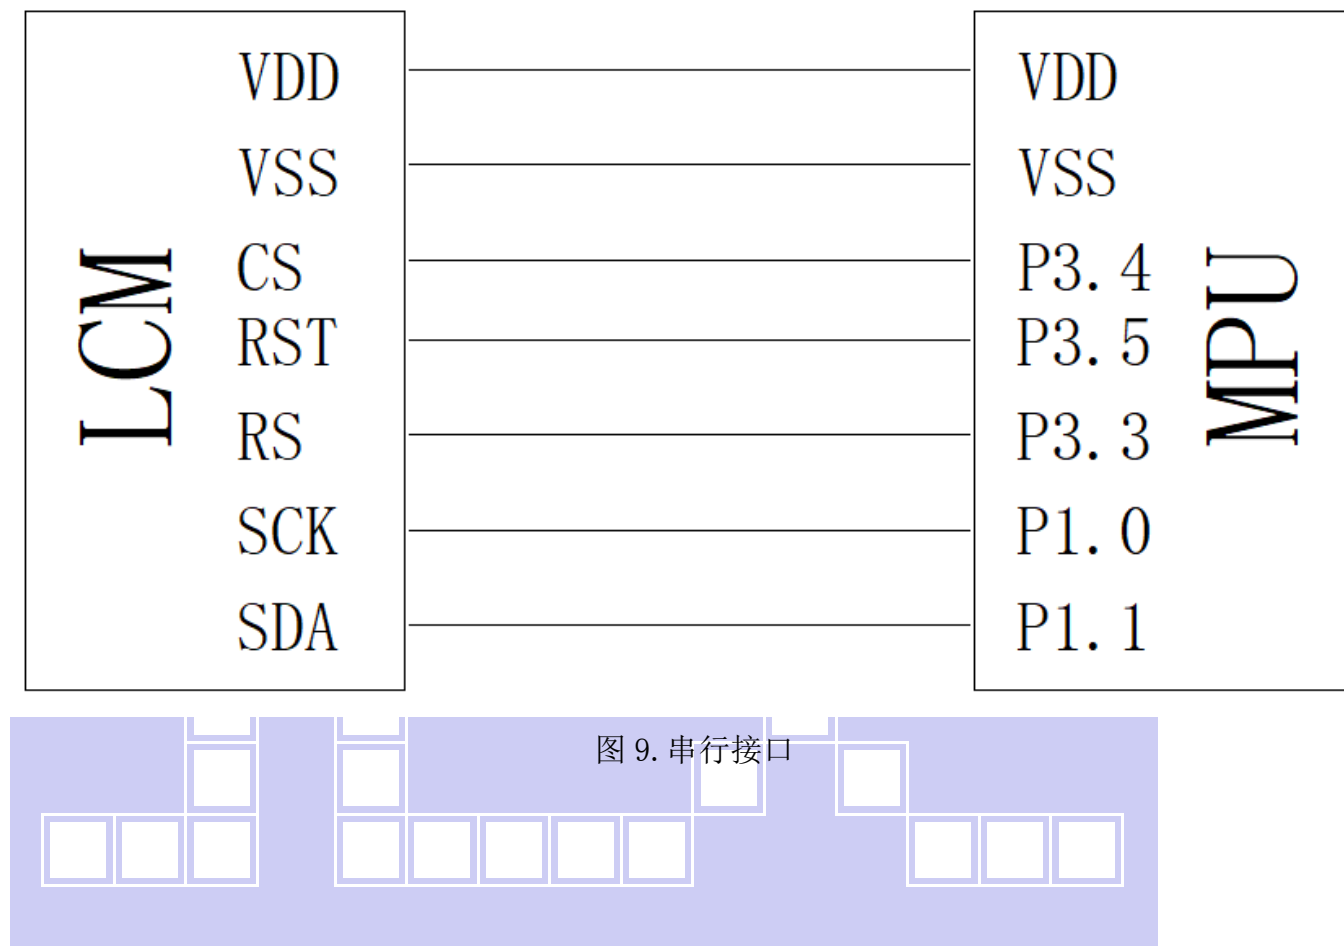 LCM
VDD
VSS
CS
RST
RS
SCK
SDA
VDD
VSS
P3.4
P3.5
P3.3
P1.0
P1.1
MPU
图 9.串行接口